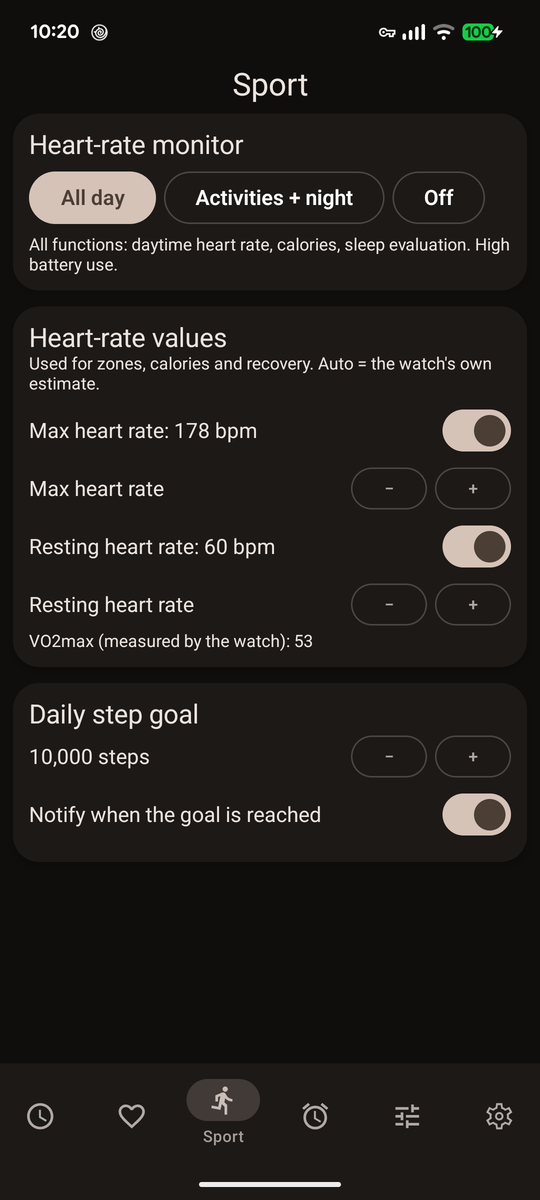 10:20
100
Sport
Heart-rate monitor
All day
Activities + night
Off
All functions: daytime heart rate, calories, sleep evaluation. High
battery use.
Heart-rate values
Used for zones, calories and recovery. Auto = the watch's own
estimate.
Max heart rate: 178 bpm
Max heart rate
− +
Resting heart rate: 60 bpm
Resting heart rate
− +
VO2max (measured by the watch): 53
Daily step goal
10,000 steps
− +
Notify when the goal is reached
Sport